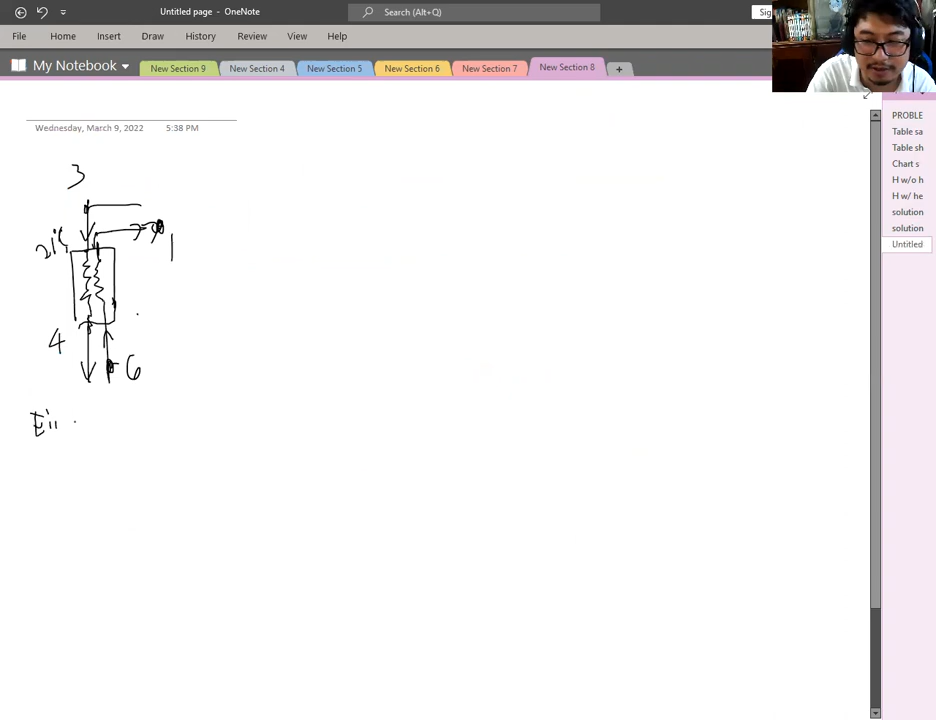 Untitled page - OneNote
Search (Alt+Q)
File Home Insert Draw History Review View Help
My Notebook
New Section 9 New Section 4 New Section 5 New Section 6 New Section 7 New Section 8 +
Wednesday, March 9, 2022 5:38 PM
PROBLE
Table sa
Table sh
Chart s
H w/o h
H w/ he
solution
solution
Untitled
3
1
4
6